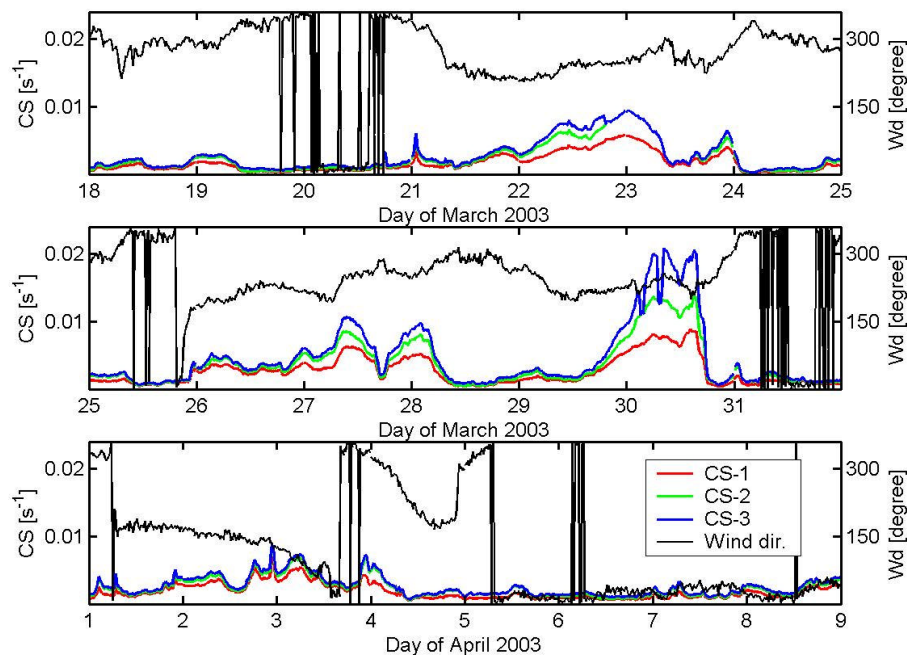 0.02
0.01
CS [s⁻¹]
300
150
Wd [degree]
18 19 20 21 22 23 24 25
Day of March 2003
0.02
0.01
CS [s⁻¹]
300
150
Wd [degree]
25 26 27 28 29 30 31
Day of March 2003
0.02
0.01
CS [s⁻¹]
300
150
Wd [degree]
CS-1
CS-2
CS-3
Wind dir.
1 2 3 4 5 6 7 8 9
Day of April 2003